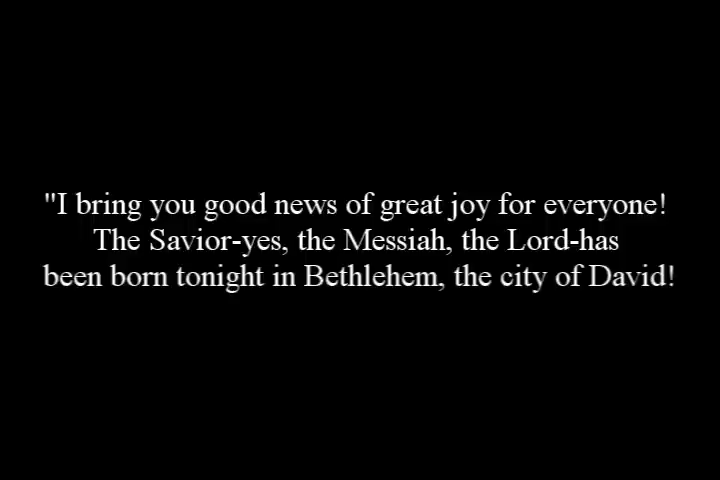 "I bring you good news of great joy for everyone!
The Savior-yes, the Messiah, the Lord-has
been born tonight in Bethlehem, the city of David!